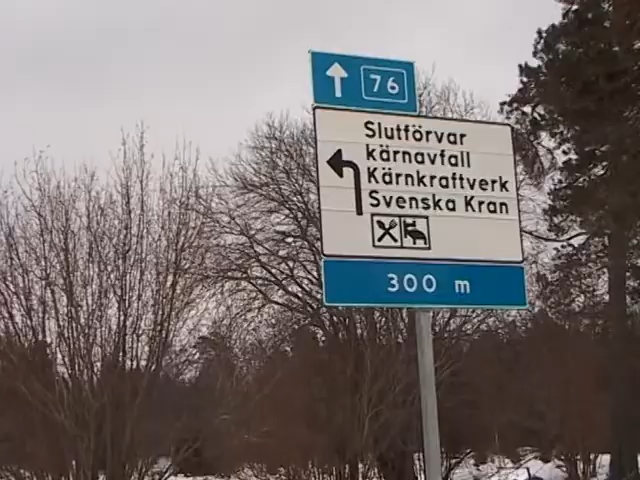 76
Slutförvar
kärnavfall
Kärnkraftverk
Svenska Kran
300 m